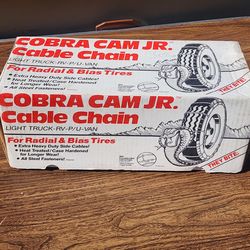 COBRA CAM JR.
Cable Chain
LIGHT TRUCK-RV-P/U-VAN
For Radial & Bias Tires
• Extra Heavy Duty Side Cables!
• Heat Treated/Case Hardened
for Longer Wear!
• All Steel Fasteners!
THEY BITE.
COBRA CAM JR.
Cable Chain
LIGHT TRUCK-RV-P/U-VAN
For Radial & Bias Tires
• Extra Heavy Duty Side Cables!
• Heat Treated/Case Hardened
for Longer Wear!
• All Steel Fasteners!
THEY BITE.